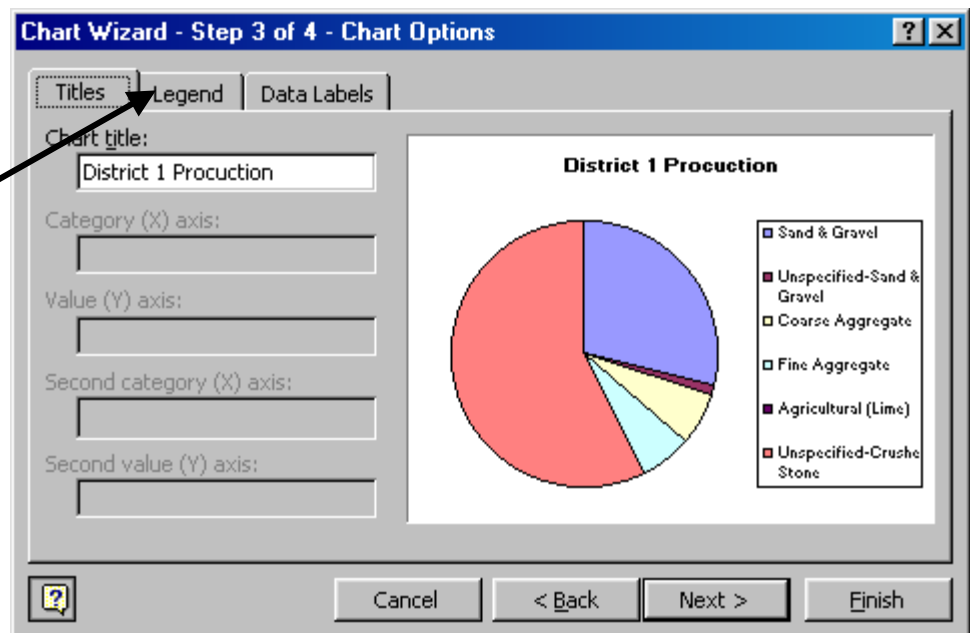 Chart Wizard - Step 3 of 4 - Chart Options
Titles
Legend
Data Labels
Chart title:
District 1 Procuction
Category (X) axis:
Value (Y) axis:
Second category (X) axis:
Second value (Y) axis:
District 1 Procuction
Sand & Gravel
Unspecified-Sand &
Gravel
Coarse Aggregate
Fine Aggregate
Agricultural (Lime)
Unspecified-Crushe
Stone
Cancel
< Back
Next >
Finish